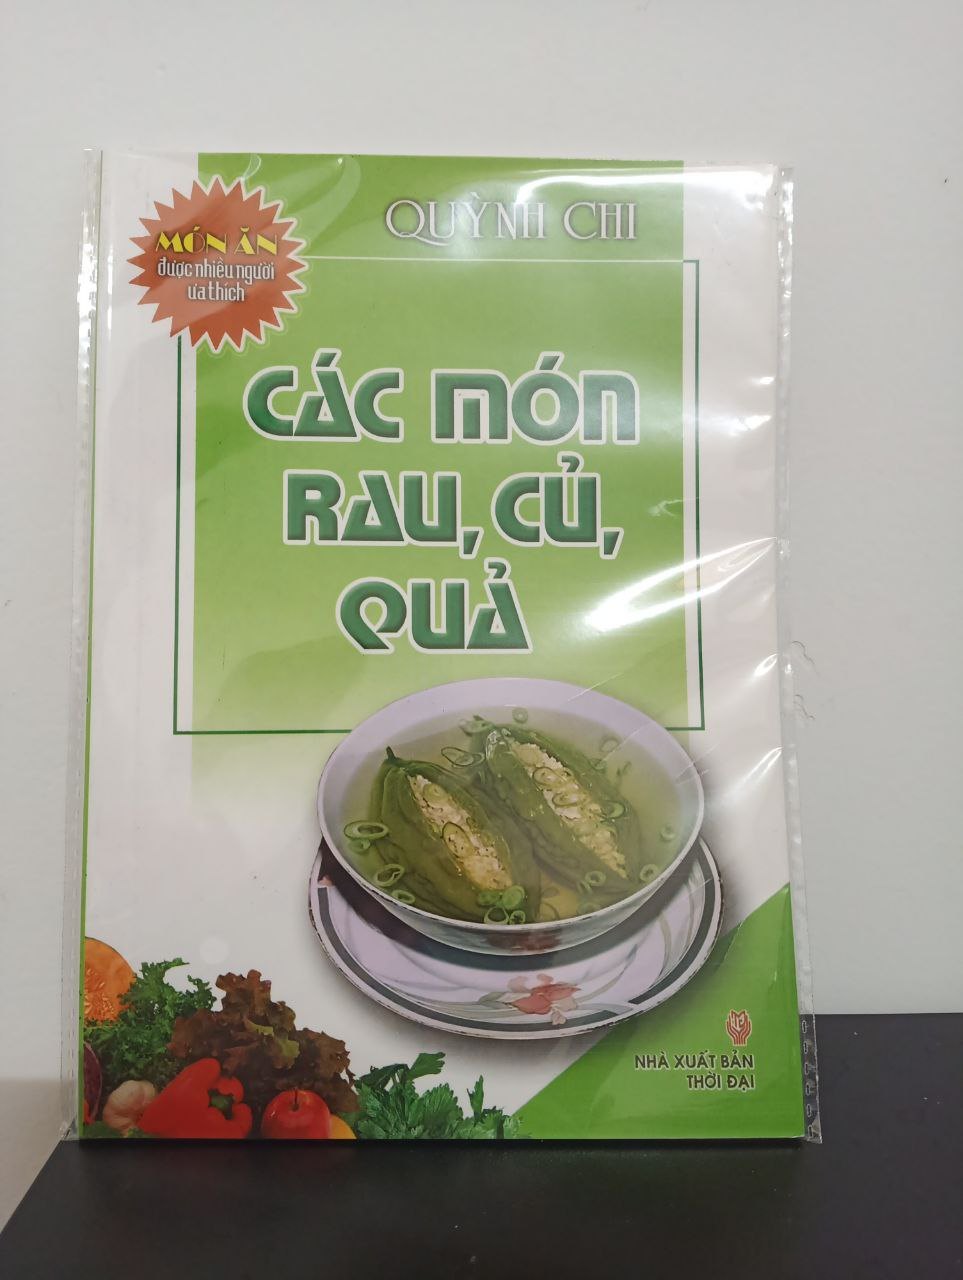 QUỲNH CHI
MÓN ĂN
được nhiều người
ưa thích
CÁC MÓN
RAU, CỦ,
QUẢ
NHÀ XUẤT BẢN
THỜI ĐẠI